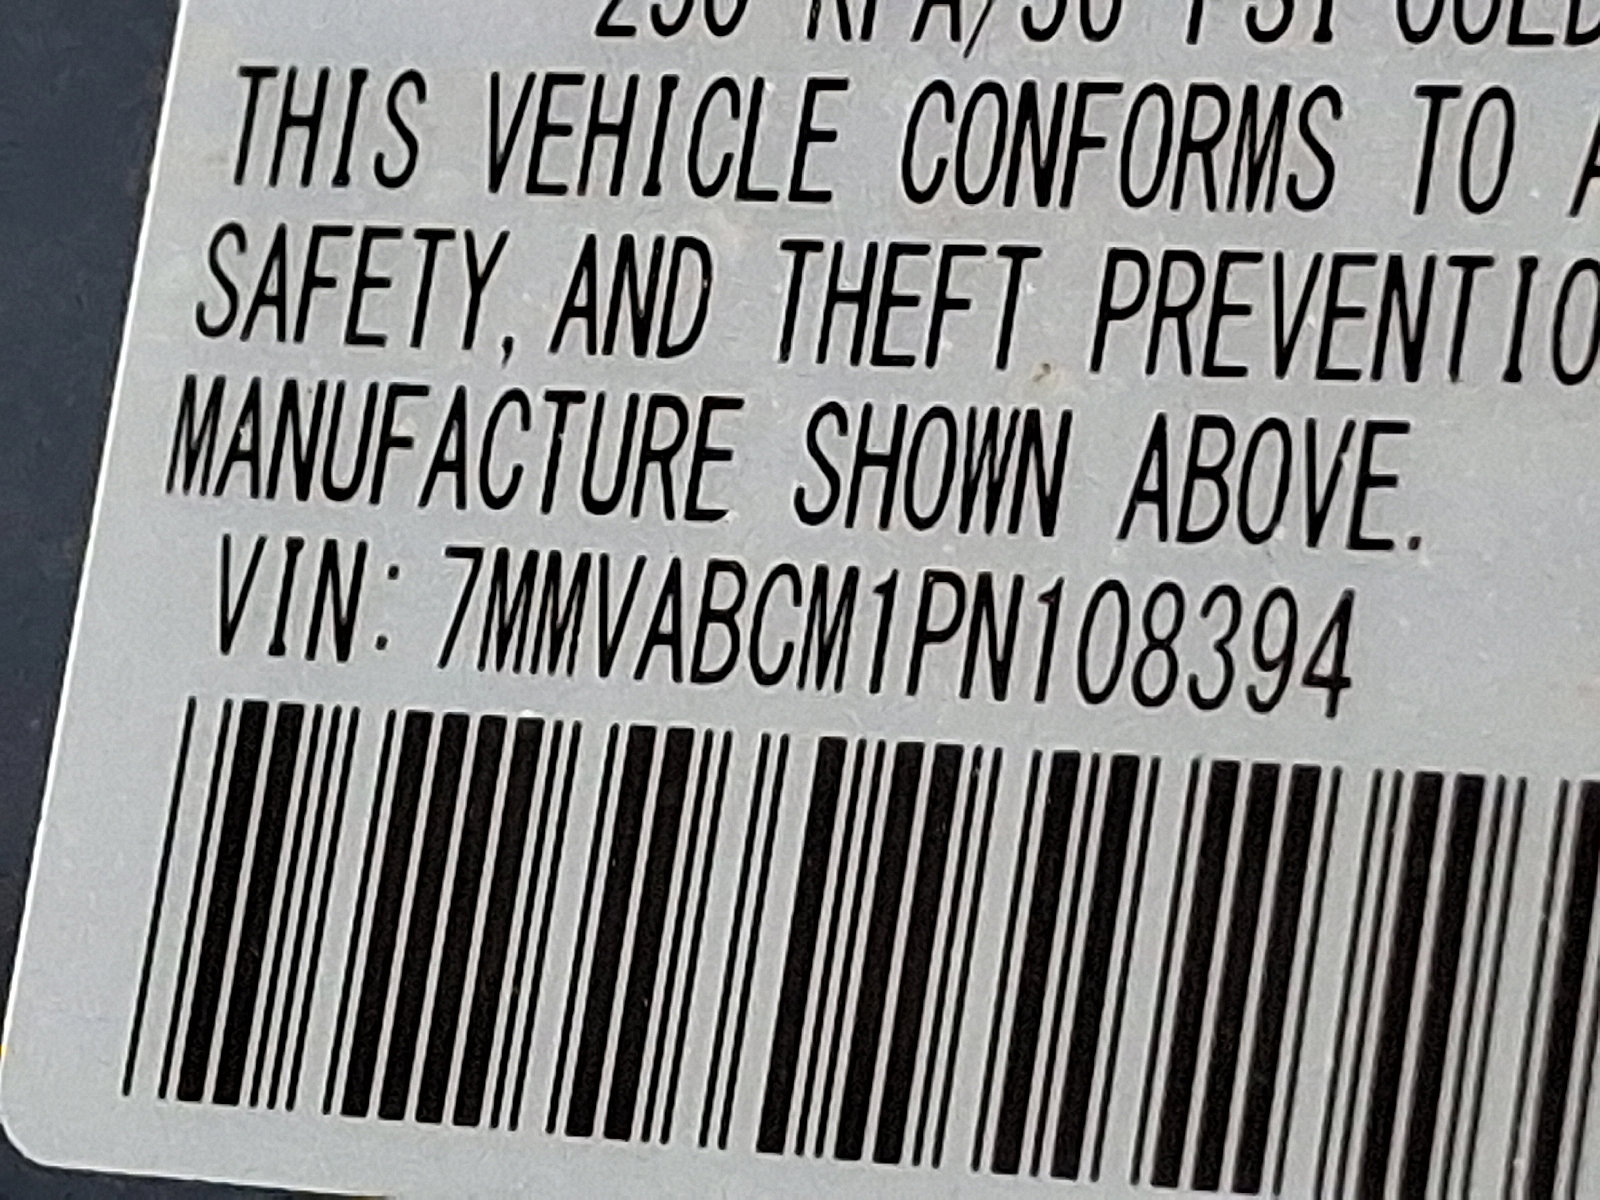 THIS VEHICLE CONFORMS TO
SAFETY, AND THEFT PREVENTIO
MANUFACTURE SHOWN ABOVE.
VIN: 7MMVABCM1PN108394